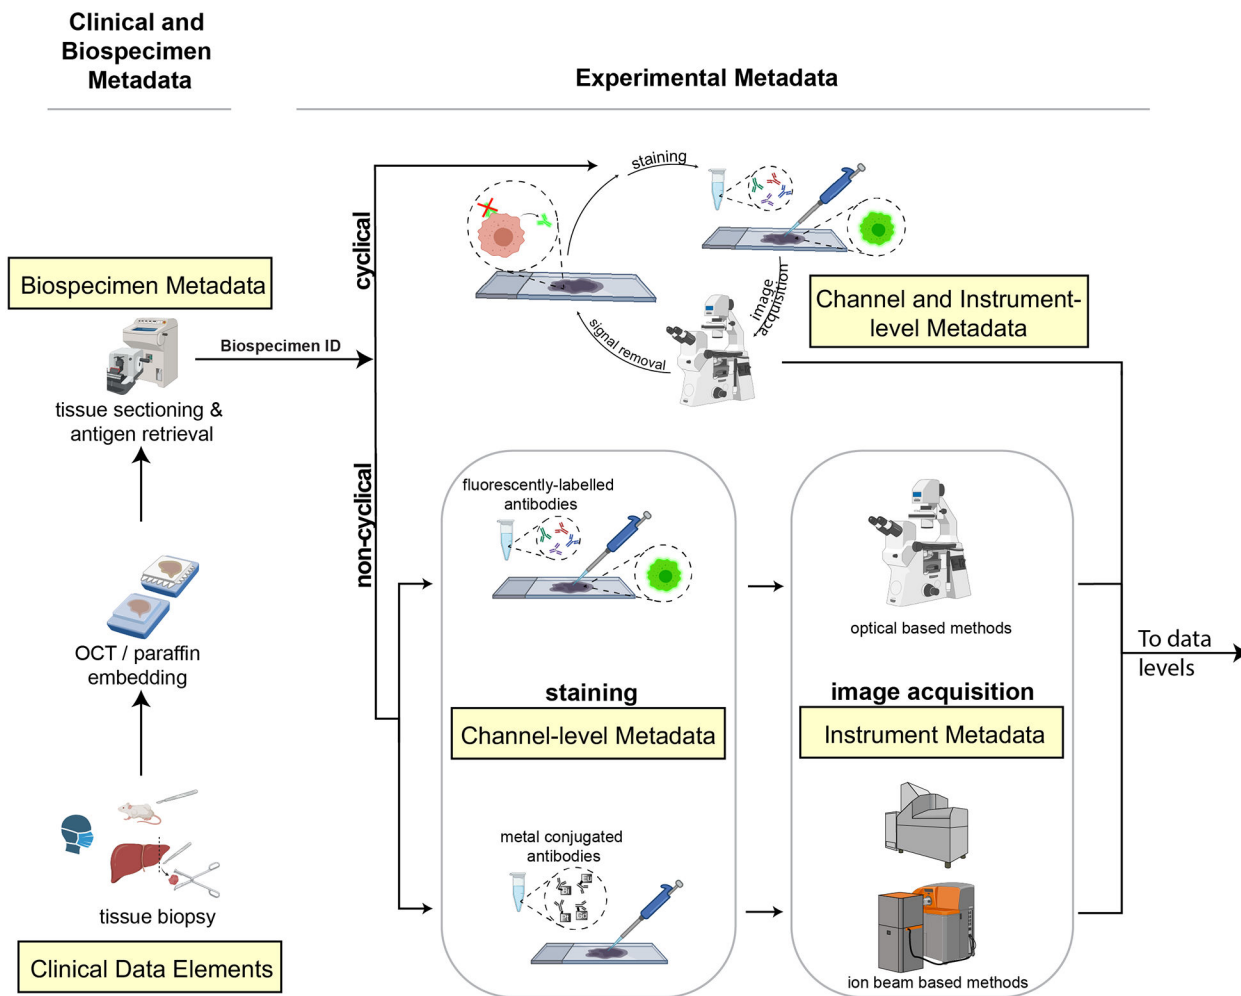 Clinical and
Biospecimen
Metadata
Experimental Metadata
staining
cyclical
Biospecimen Metadata
image
acquisition
Channel and Instrument-
level Metadata
signal removal
Biospecimen ID
tissue sectioning &
antigen retrieval
non-cyclical
fluorescently-labelled
antibodies
optical based methods
OCT / paraffin
embedding
To data
levels
staining
image acquisition
Channel-level Metadata
Instrument Metadata
metal conjugated
antibodies
tissue biopsy
Clinical Data Elements
ion beam based methods